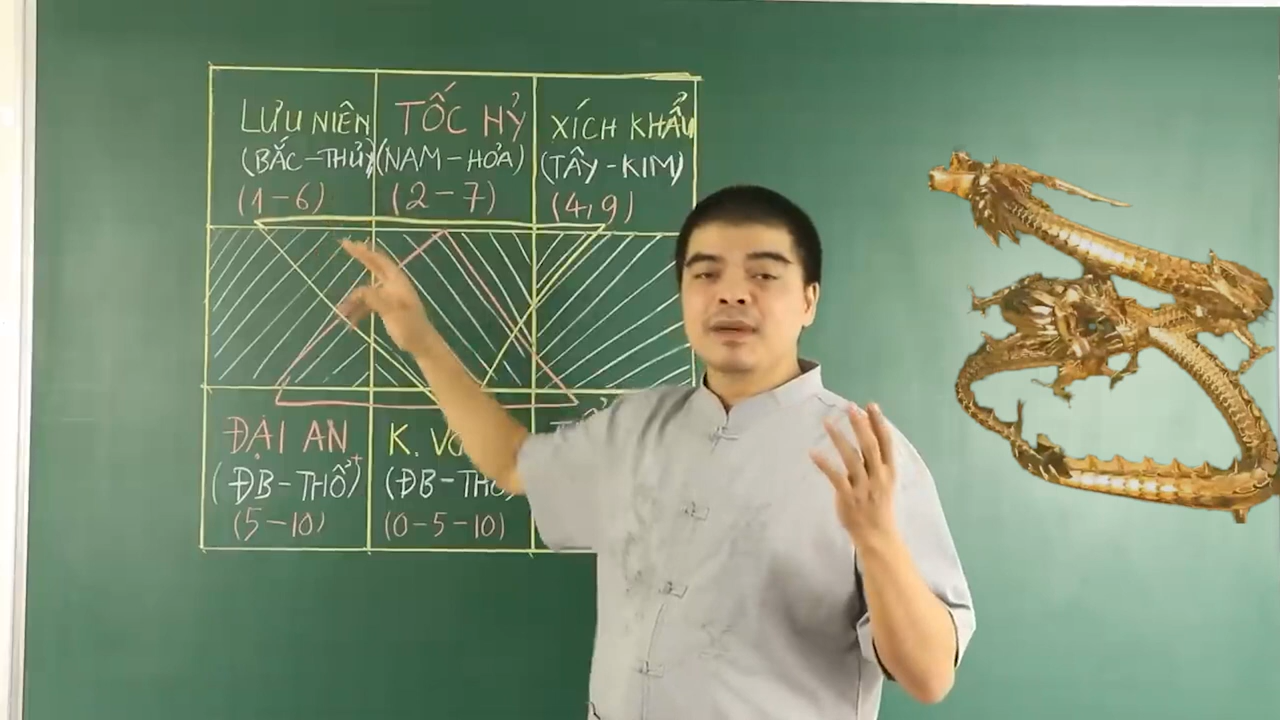 LƯU NIÊN TỐC HỶ XÍCH KHẨU
(BẮC-THỦY) (NAM-HỎA) (TÂY-KIM)
(1-6) (2-7) (4,9)
ĐẠI AN K.
(ĐB-THỔ) (ĐB-THỔ
(5-10) (0-5-10)